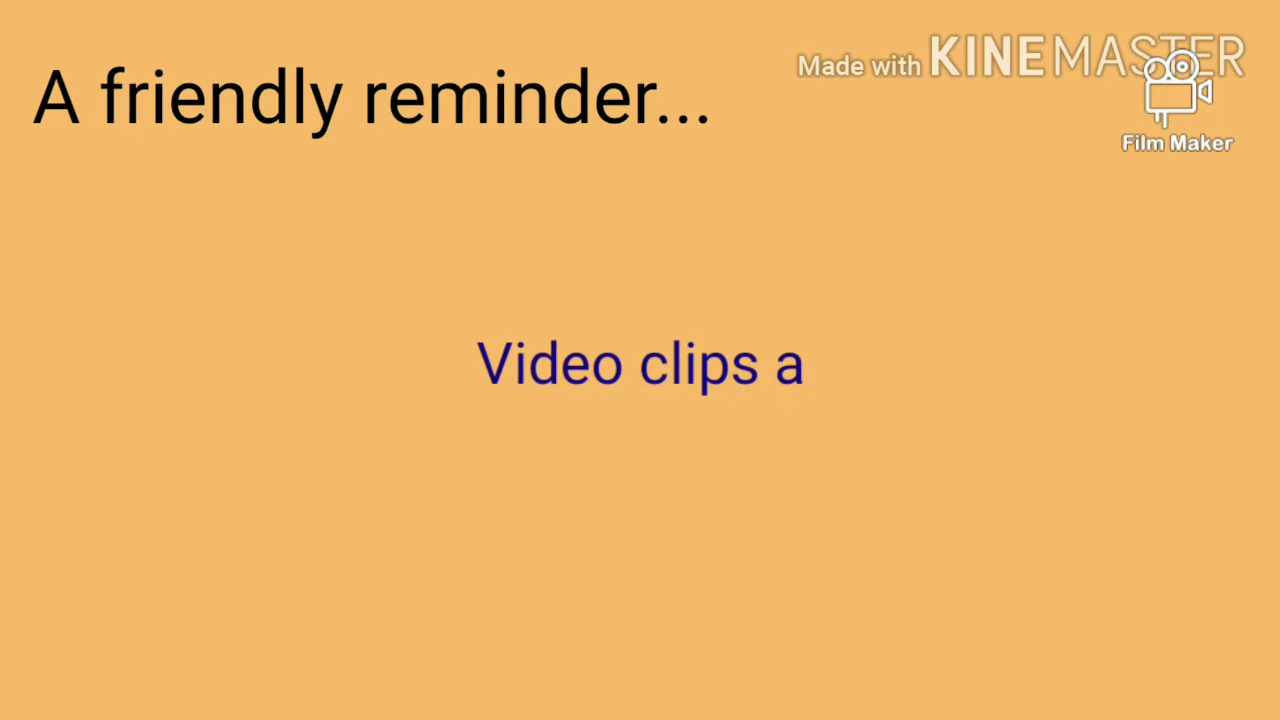 A friendly reminder...
Made with KINEMASTER
Film Maker
Video clips a